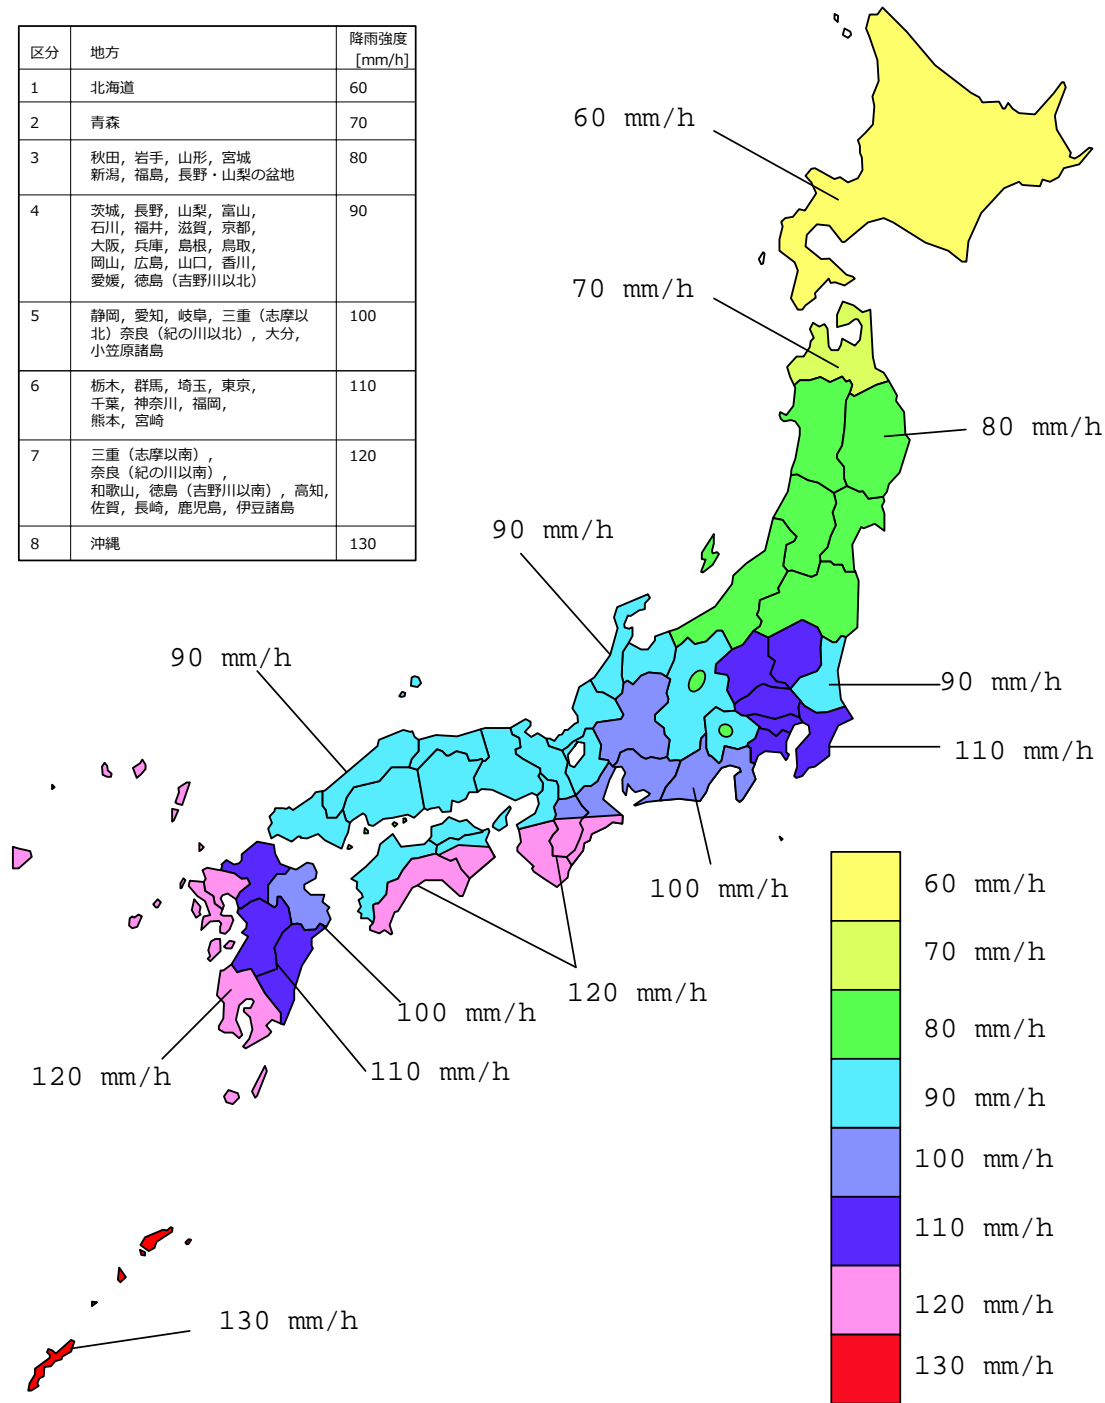 区分 地方 降雨強度
[mm/h]
1 北海道 60
2 青森 70
3 秋田, 岩手, 山形, 宮城 80
新潟, 福島, 長野・山梨の盆地
4 茨城, 長野, 山梨, 富山, 90
石川, 福井, 滋賀, 京都,
大阪, 兵庫, 島根, 鳥取,
岡山, 広島, 山口, 香川,
愛媛, 徳島（吉野川以北）
5 静岡, 愛知, 岐阜, 三重（志摩以 100
北）奈良（紀の川以北）, 大分,
小笠原諸島
6 栃木, 群馬, 埼玉, 東京, 110
千葉, 神奈川, 福岡,
熊本, 宮崎
7 三重（志摩以南）, 120
奈良（紀の川以南）,
和歌山, 徳島（吉野川以南）, 高知,
佐賀, 長崎, 鹿児島, 伊豆諸島
8 沖縄 130
60 mm/h
70 mm/h
80 mm/h
90 mm/h
90 mm/h
90 mm/h
110 mm/h
100 mm/h
120 mm/h
100 mm/h
110 mm/h
120 mm/h
130 mm/h
60 mm/h
70 mm/h
80 mm/h
90 mm/h
100 mm/h
110 mm/h
120 mm/h
130 mm/h